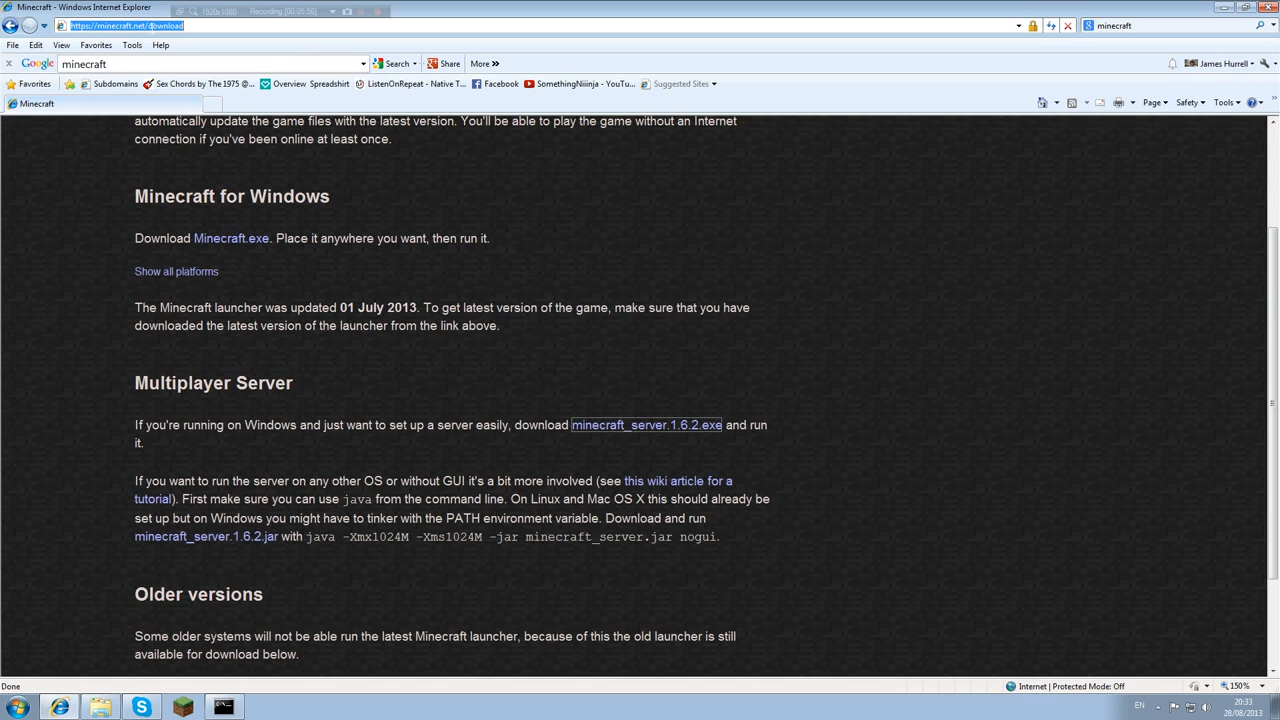 Minecraft - Windows Internet Explorer
1920x1080 Recording [00:05:56]
https://minecraft.net/download
minecraft
File Edit View Favorites Tools Help
Google minecraft Search Share More » James Hurrell
Favorites Subdomains Sex Chords by The 1975 @... Overview Spreadshirt ListenOnRepeat - Native T... Facebook SomethingNiiinja - YouTu... Suggested Sites
Minecraft
Page Safety Tools
automatically update the game files with the latest version. You'll be able to play the game without an Internet
connection if you've been online at least once.
Minecraft for Windows
Download Minecraft.exe. Place it anywhere you want, then run it.
Show all platforms
The Minecraft launcher was updated 01 July 2013. To get latest version of the game, make sure that you have
downloaded the latest version of the launcher from the link above.
Multiplayer Server
If you're running on Windows and just want to set up a server easily, download minecraft_server.1.6.2.exe and run
it.
If you want to run the server on any other OS or without GUI it's a bit more involved (see this wiki article for a
tutorial). First make sure you can use java from the command line. On Linux and Mac OS X this should already be
set up but on Windows you might have to tinker with the PATH environment variable. Download and run
minecraft_server.1.6.2.jar with java -Xmx1024M -Xms1024M -jar minecraft_server.jar nogui.
Older versions
Some older systems will not be able run the latest Minecraft launcher, because of this the old launcher is still
available for download below.
Done Internet | Protected Mode: Off 150%
EN 20:33
28/08/2013